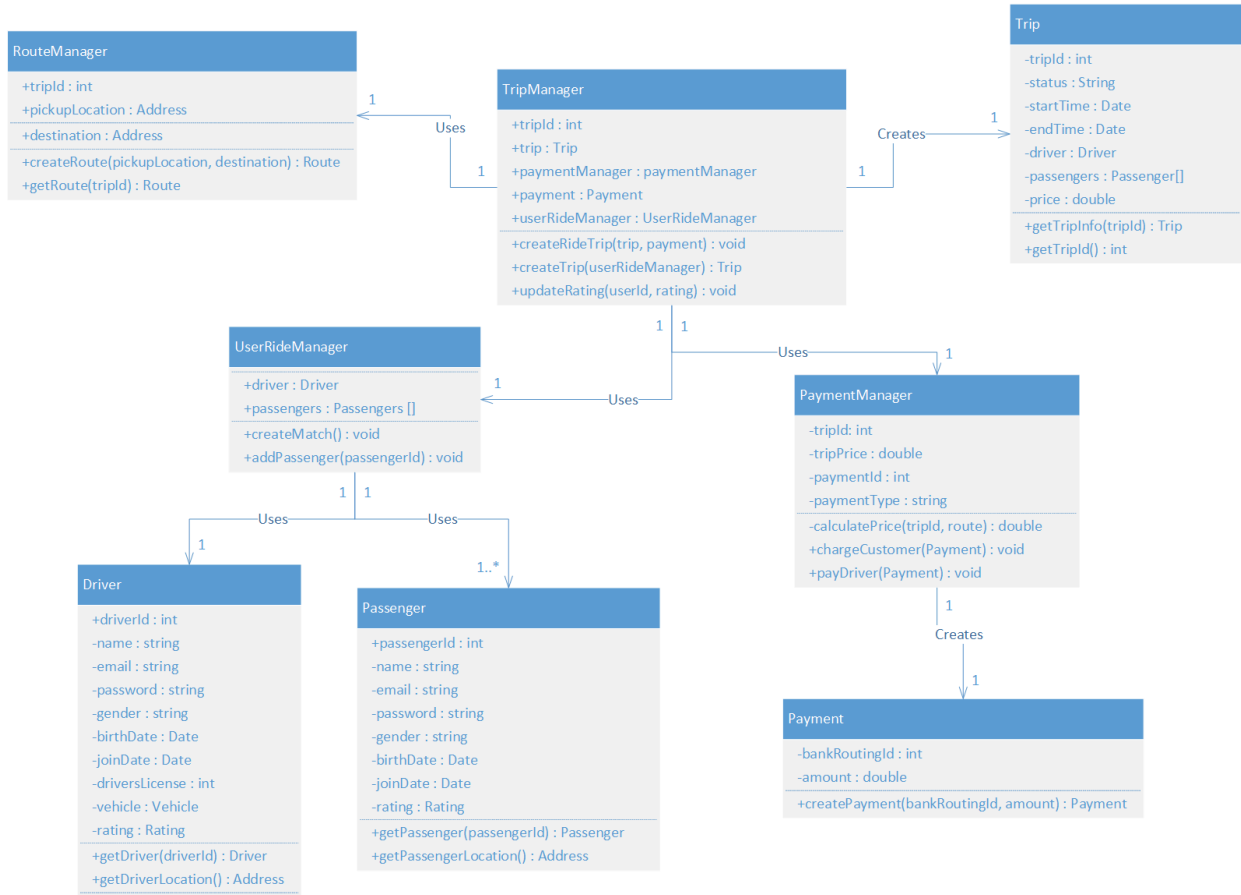 RouteManager
+tripId : int
+pickupLocation : Address
+destination : Address
+createRoute(pickupLocation, destination) : Route
+getRoute(tripId) : Route
1
Uses
1
TripManager
+tripId : int
+trip : Trip
+paymentManager : paymentManager
+payment : Payment
+userRideManager : UserRideManager
+createRideTrip(trip, payment) : void
+createTrip(userRideManager) : Trip
+updateRating(userId, rating) : void
1
Creates
1
Trip
-tripId : int
-status : String
-startTime : Date
-endTime : Date
-driver : Driver
-passengers : Passenger[]
-price : double
+getTripInfo(tripId) : Trip
+getTripId() : int
1
1
Uses
1
Uses
1
UserRideManager
+driver : Driver
+passengers : Passengers []
+createMatch() : void
+addPassenger(passengerId) : void
1
1
Uses
Uses
1
1..*
PaymentManager
-tripId: int
-tripPrice : double
-paymentId : int
-paymentType : string
-calculatePrice(tripId, route) : double
+chargeCustomer(Payment) : void
+payDriver(Payment) : void
1
Creates
1
Driver
+driverId : int
-name : string
-email : string
-password : string
-gender : string
-birthDate : Date
-joinDate : Date
-driversLicense : int
-vehicle : Vehicle
-rating : Rating
+getDriver(driverId) : Driver
+getDriverLocation() : Address
Passenger
+passengerId : int
-name : string
-email : string
-password : string
-gender : string
-birthDate : Date
-joinDate : Date
-rating : Rating
+getPassenger(passengerId) : Passenger
+getPassengerLocation() : Address
Payment
-bankRoutingId : int
-amount : double
+createPayment(bankRoutingId, amount) : Payment